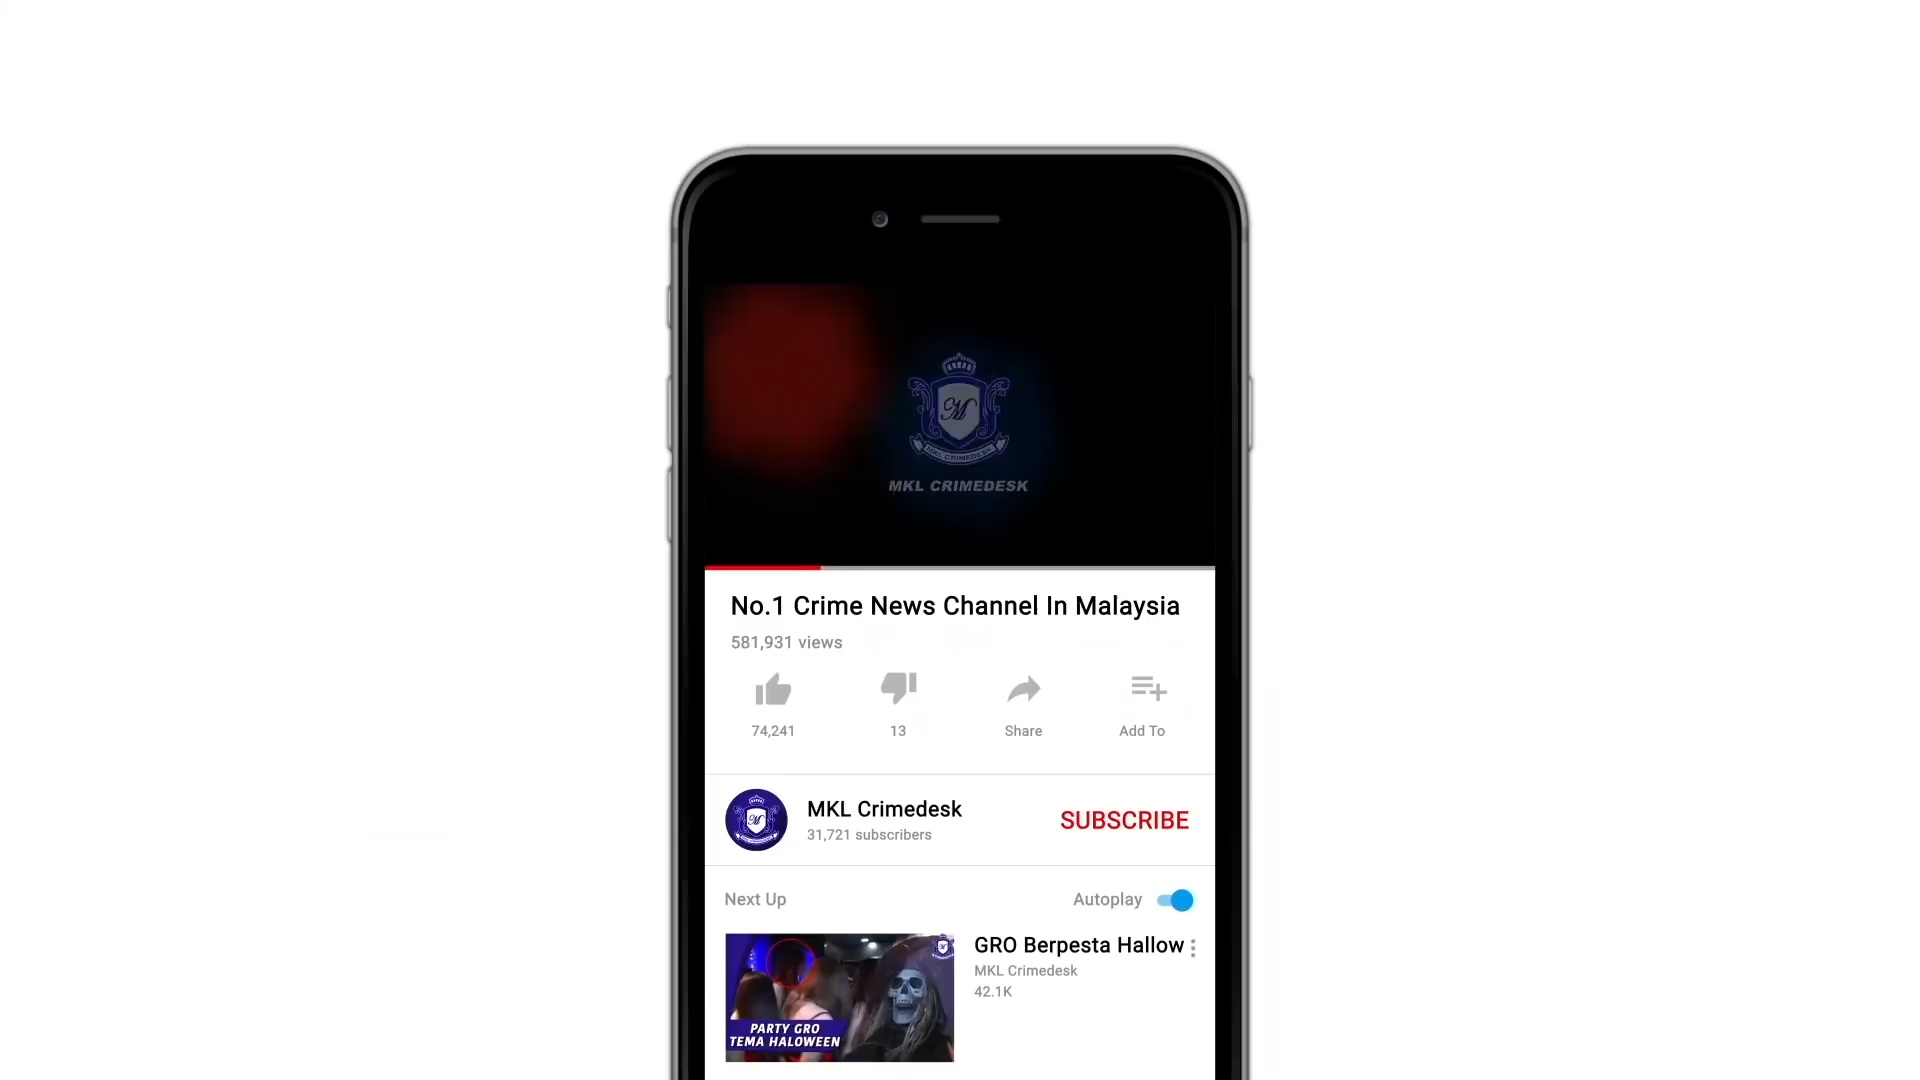 M
MKL CRIMEDESK
MKL CRIMEDESK
No.1 Crime News Channel In Malaysia
581,931 views
74,241
13
Share
Add To
M
MKL Crimedesk
31,721 subscribers
SUBSCRIBE
Next Up
Autoplay
GRO Berpesta Hallow
MKL Crimedesk
42.1K
PARTY GRO
TEMA HALOWEEN